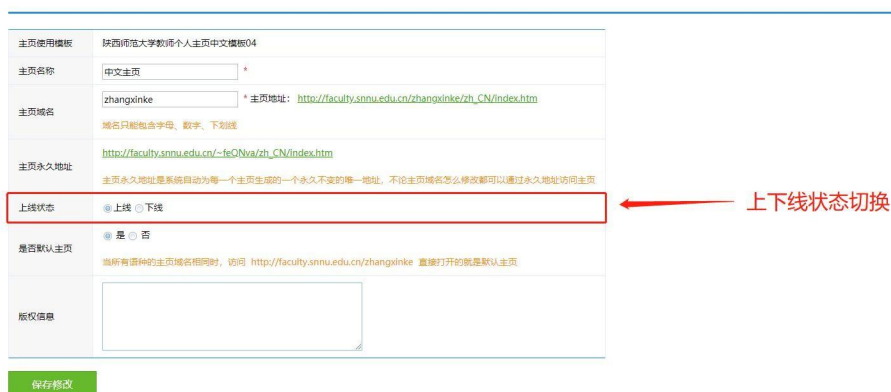 主页使用模板 陕西师范大学教师个人主页中文模板04
主页名称 中文主页 *
主页域名 zhangxinke * 主页地址： http://faculty.snnu.edu.cn/zhangxinke/zh_CN/index.htm
域名只能包含字母、数字、下划线
主页永久地址 http://faculty.snnu.edu.cn/~feQNva/zh_CN/index.htm
主页永久地址是系统自动为每一个主页生成的一个永久不变的唯一地址，不论主页域名怎么修改都可以通过永久地址访问主页
上线状态 上线 下线
上下线状态切换
是否默认主页 是 否
当所有语种的主页域名相同时，访问 http://faculty.snnu.edu.cn/zhangxinke 直接打开的就是默认主页
版权信息
保存修改